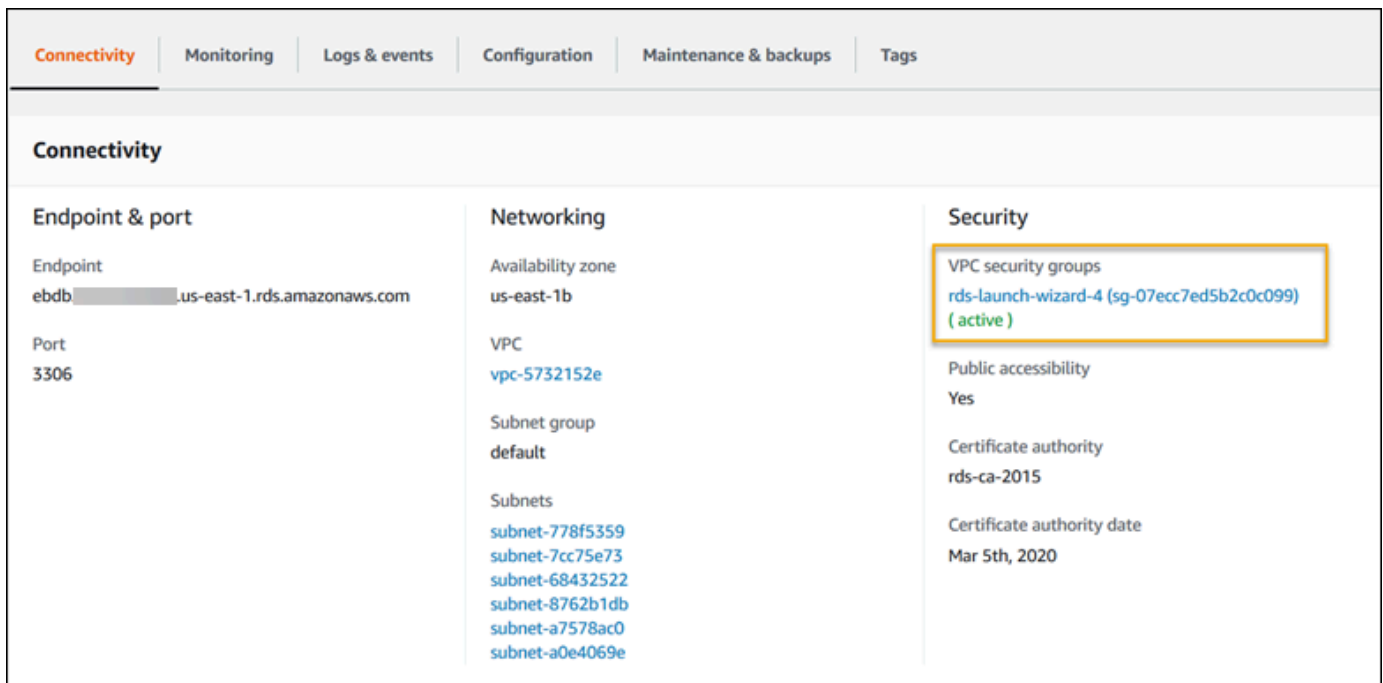 Connectivity
Monitoring
Logs & events
Configuration
Maintenance & backups
Tags
Connectivity
Endpoint & port
Endpoint
ebdb. .us-east-1.rds.amazonaws.com
Port
3306
Networking
Availability zone
us-east-1b
VPC
vpc-5732152e
Subnet group
default
Subnets
subnet-778f5359
subnet-7cc75e73
subnet-68432522
subnet-8762b1db
subnet-a7578ac0
subnet-a0e4069e
Security
VPC security groups
rds-launch-wizard-4 (sg-07ecc7ed5b2c0c099)
( active )
Public accessibility
Yes
Certificate authority
rds-ca-2015
Certificate authority date
Mar 5th, 2020